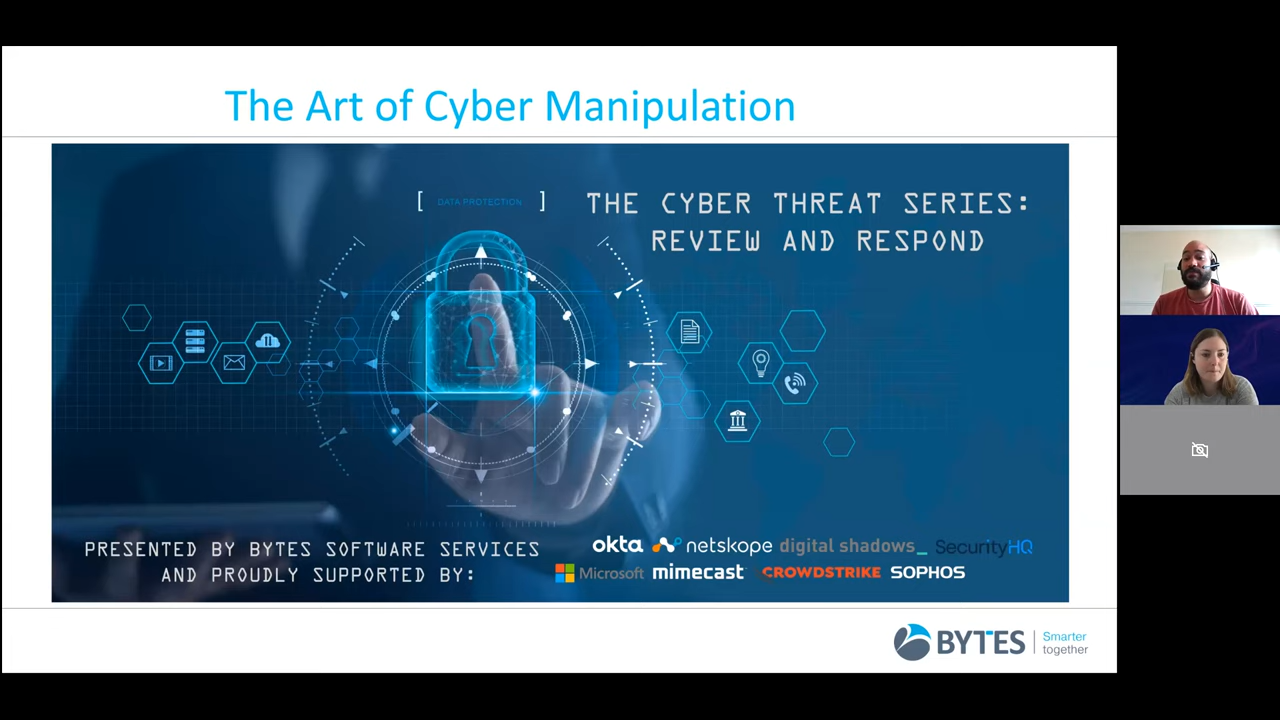 The Art of Cyber Manipulation
[ DATA PROTECTION ]
THE CYBER THREAT SERIES:
REVIEW AND RESPOND
PRESENTED BY BYTES SOFTWARE SERVICES
AND PROUDLY SUPPORTED BY:
okta netskope digital shadows_ SecurityHQ
Microsoft mimecast CROWDSTRIKE SOPHOS
BYTES
Smarter
together